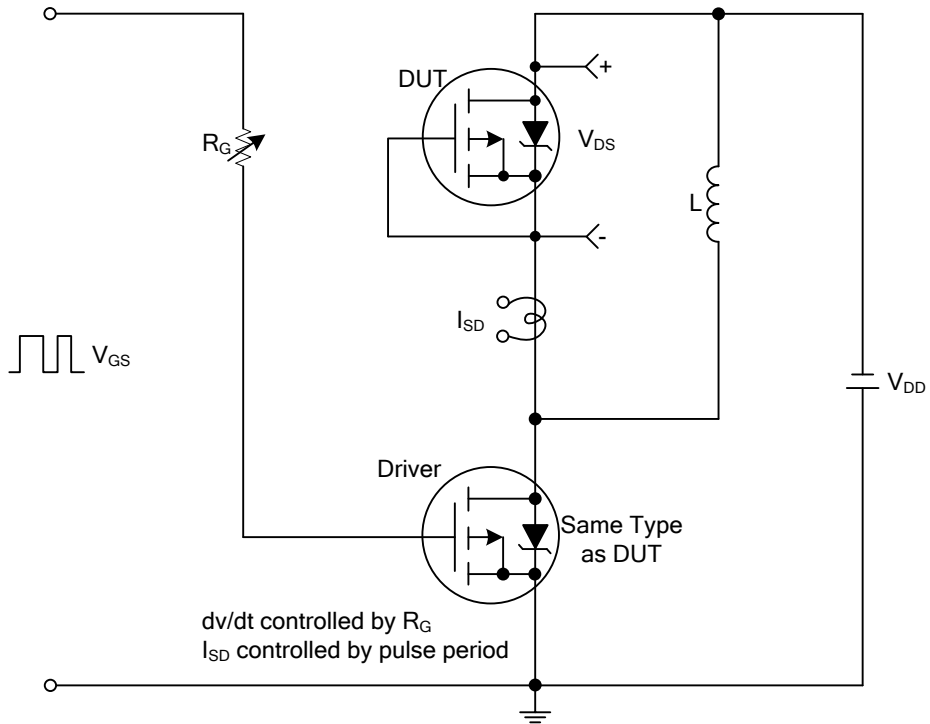 DUT
+
R_G
V_DS
L
-
I_SD
V_GS
V_DD
Driver
Same Type
as DUT
dv/dt controlled by R_G
I_SD controlled by pulse period